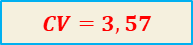 CV = 3,57